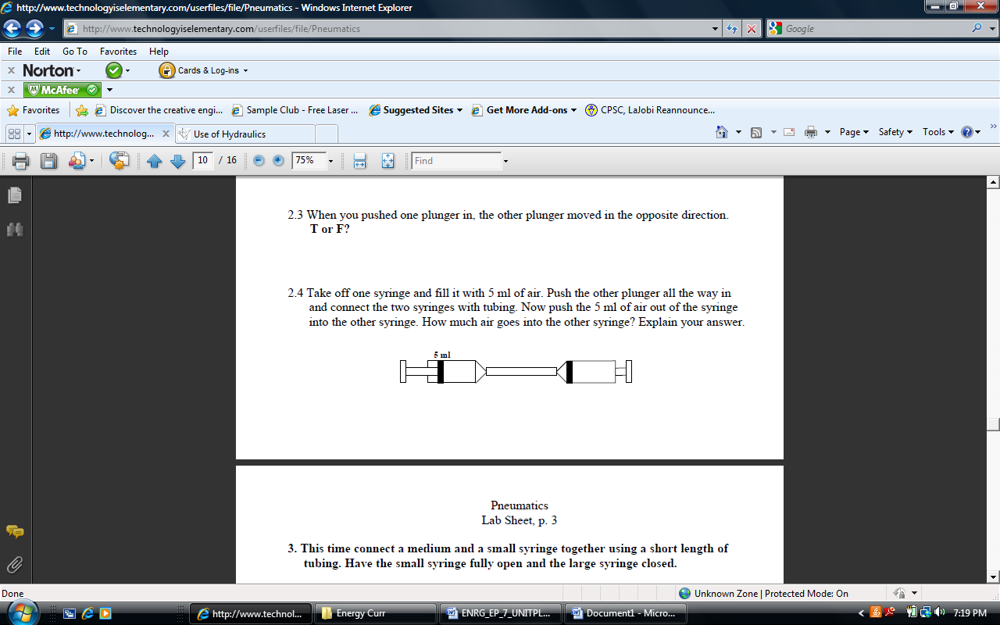 http://www.technologyiselementary.com/userfiles/file/Pneumatics - Windows Internet Explorer
http://www.technologyiselementary.com/userfiles/file/Pneumatics
Google
File Edit Go To Favorites Help
x Norton Cards & Log-ins
x McAfee
Favorites Discover the creative engi... Sample Club - Free Laser ... Suggested Sites Get More Add-ons CPSC, LaJobi Reannounce...
http://www.technolog... x Use of Hydraulics Page Safety Tools
10 / 16 75% Find
2.3 When you pushed one plunger in, the other plunger moved in the opposite direction.
T or F?
2.4 Take off one syringe and fill it with 5 ml of air. Push the other plunger all the way in
and connect the two syringes with tubing. Now push the 5 ml of air out of the syringe
into the other syringe. How much air goes into the other syringe? Explain your answer.
5 ml
Pneumatics
Lab Sheet, p. 3
3. This time connect a medium and a small syringe together using a short length of
tubing. Have the small syringe fully open and the large syringe closed.
Done Unknown Zone | Protected Mode: On
http://www.technol... Energy Curr ENRG_EP_7_UNITPL... Document1 - Micro... 7:19 PM